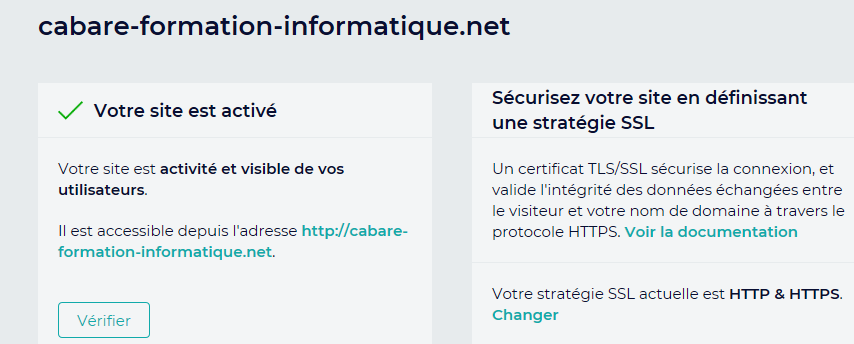 cabare-formation-informatique.net
Votre site est activé
Votre site est activité et visible de vos
utilisateurs.
Il est accessible depuis l'adresse http://cabare-
formation-informatique.net.
Vérifier
Sécurisez votre site en définissant
une stratégie SSL
Un certificat TLS/SSL sécurise la connexion, et
valide l'intégrité des données échangées entre
le visiteur et votre nom de domaine à travers le
protocole HTTPS. Voir la documentation
Votre stratégie SSL actuelle est HTTP & HTTPS.
Changer